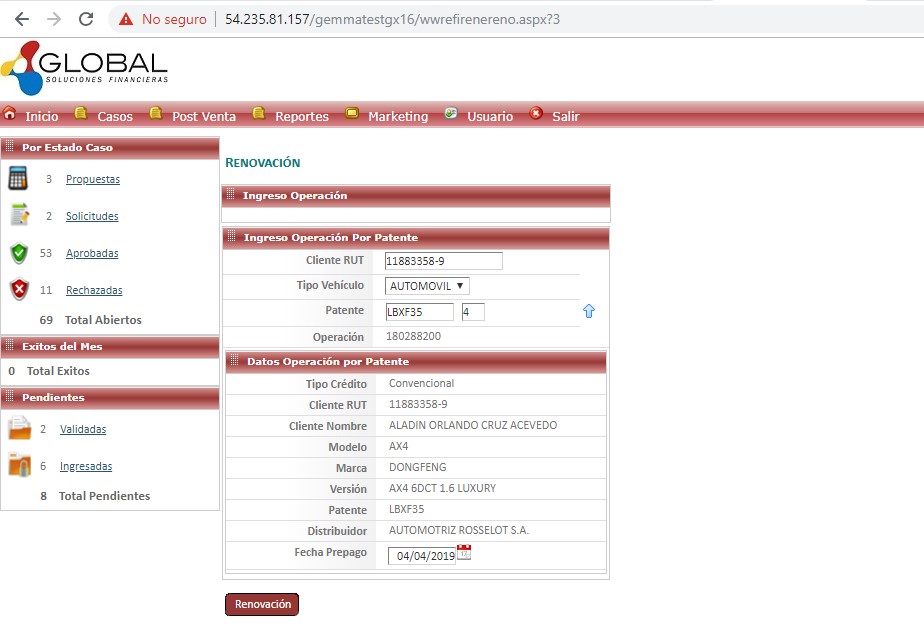 No seguro | 54.235.81.157/gemmatestgx16/wwrefirenereno.aspx?3
GLOBAL
SOLUCIONES FINANCIERAS
Inicio Casos Post Venta Reportes Marketing Usuario Salir
Por Estado Caso
3 Propuestas
2 Solicitudes
53 Aprobadas
11 Rechazadas
69 Total Abiertos
Exitos del Mes
0 Total Exitos
Pendientes
2 Validadas
6 Ingresadas
8 Total Pendientes
RENOVACIÓN
Ingreso Operación
Ingreso Operación Por Patente
Cliente RUT 11883358-9
Tipo Vehículo AUTOMOVIL
Patente LBXF35 4
Operación 180288200
Datos Operación por Patente
Tipo Crédito Convencional
Cliente RUT 11883358-9
Cliente Nombre ALADIN ORLANDO CRUZ ACEVEDO
Modelo AX4
Marca DONGFENG
Versión AX4 6DCT 1.6 LUXURY
Patente LBXF35
Distribuidor AUTOMOTRIZ ROSSELOT S.A.
Fecha Prepago 04/04/2019
Renovación